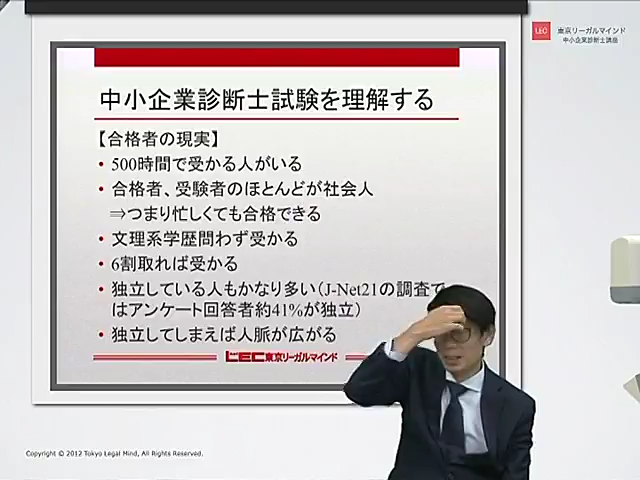 LEC 東京リーガルマインド
中小企業診断士講座
中小企業診断士試験を理解する
【合格者の現実】
• 500時間で受かる人がいる
• 合格者、受験者のほとんどが社会人
⇒つまり忙しくても合格できる
• 文理系学歴問わず受かる
• 6割取れば受かる
• 独立している人もかなり多い（J-Net21の調査で
はアンケート回答者約41%が独立）
• 独立してしまえば人脈が広がる
LEC東京リーガルマインド
Copyright © 2012 Tokyo Legal Mind, All Rights Reserved.